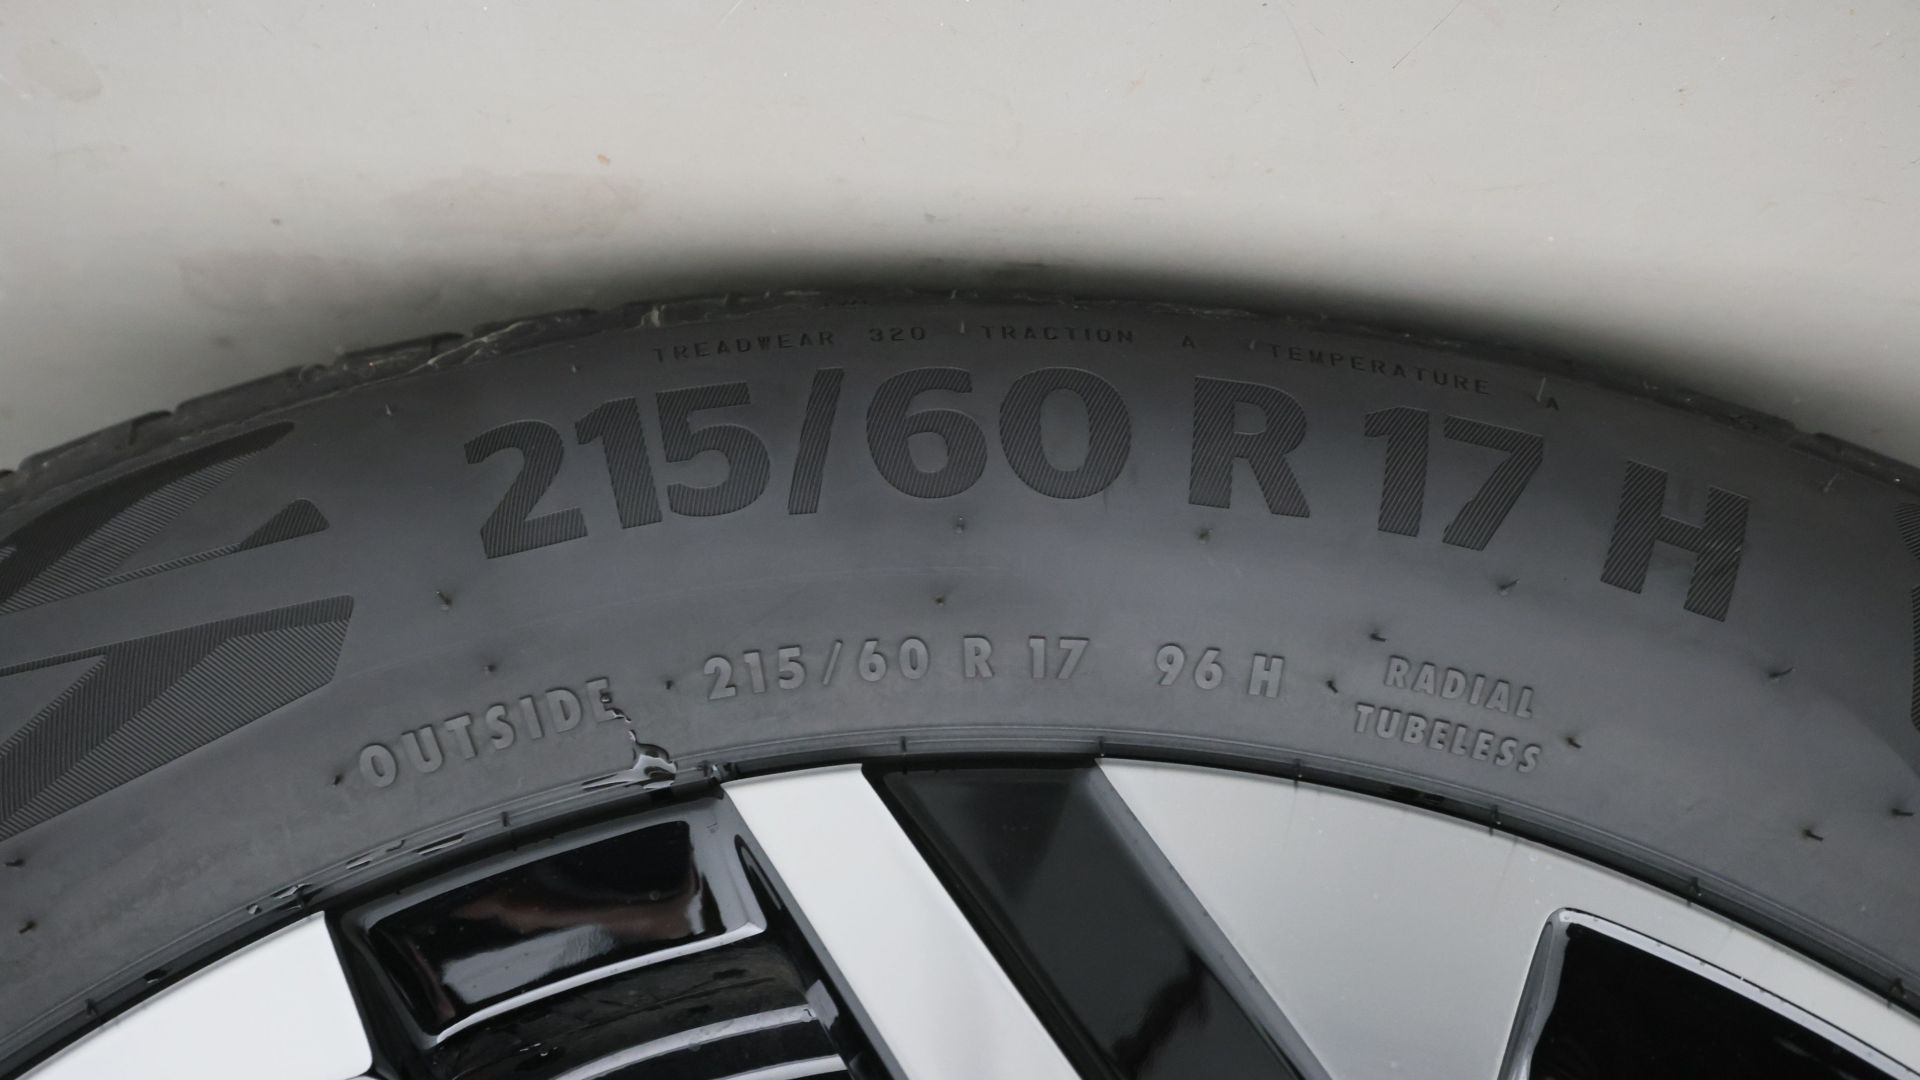 TREADWEAR 320 TRACTION A TEMPERATURE A
215/60 R 17 H
OUTSIDE 215/60 R 17 96 H RADIAL
TUBELESS